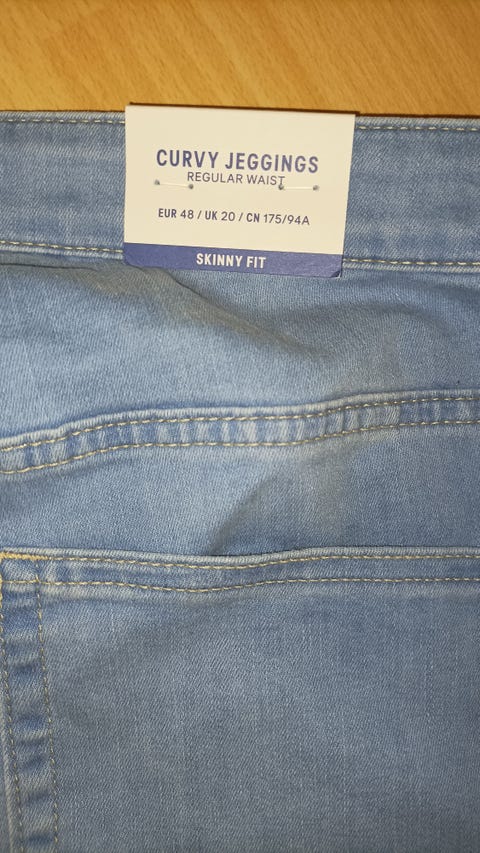 CURVY JEGGINGS
REGULAR WAIST
EUR 48 / UK 20 / CN 175/94A
SKINNY FIT